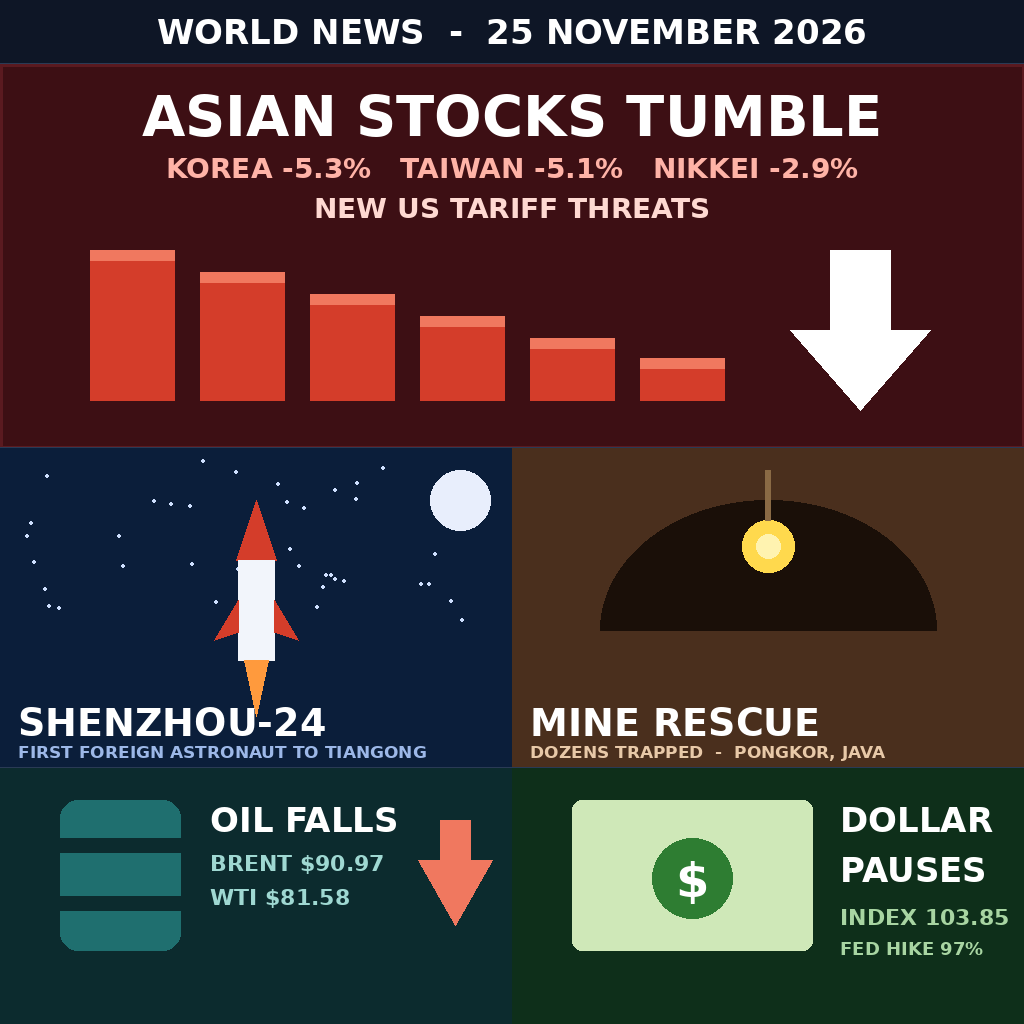 WORLD NEWS - 25 NOVEMBER 2026
ASIAN STOCKS TUMBLE
KOREA -5.3% TAIWAN -5.1% NIKKEI -2.9%
NEW US TARIFF THREATS
SHENZHOU-24
FIRST FOREIGN ASTRONAUT TO TIANGONG
MINE RESCUE
DOZENS TRAPPED - PONGKOR, JAVA
OIL FALLS
BRENT $90.97
WTI $81.58
$
DOLLAR
PAUSES
INDEX 103.85
FED HIKE 97%